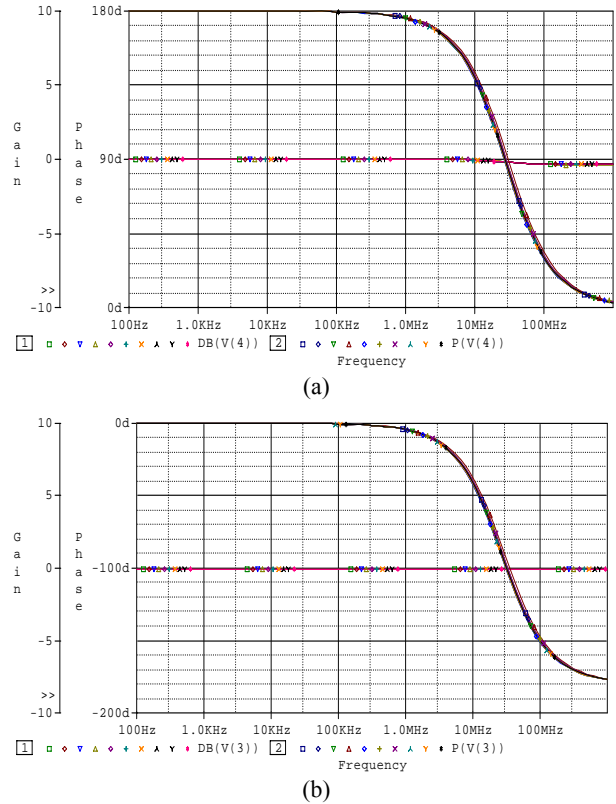 10 180d
5
G P
a h
i 0 a 90d
n s
e
-5
>>
-10 0d
100Hz 1.0KHz 10KHz 100KHz 1.0MHz 10MHz 100MHz
1 DB(V(4)) 2 P(V(4))
Frequency
(a)
10 0d
5
G P
a h
i 0 a -100d
n s
e
-5
>>
-10 -200d
100Hz 1.0KHz 10KHz 100KHz 1.0MHz 10MHz 100MHz
1 DB(V(3)) 2 P(V(3))
Frequency
(b)